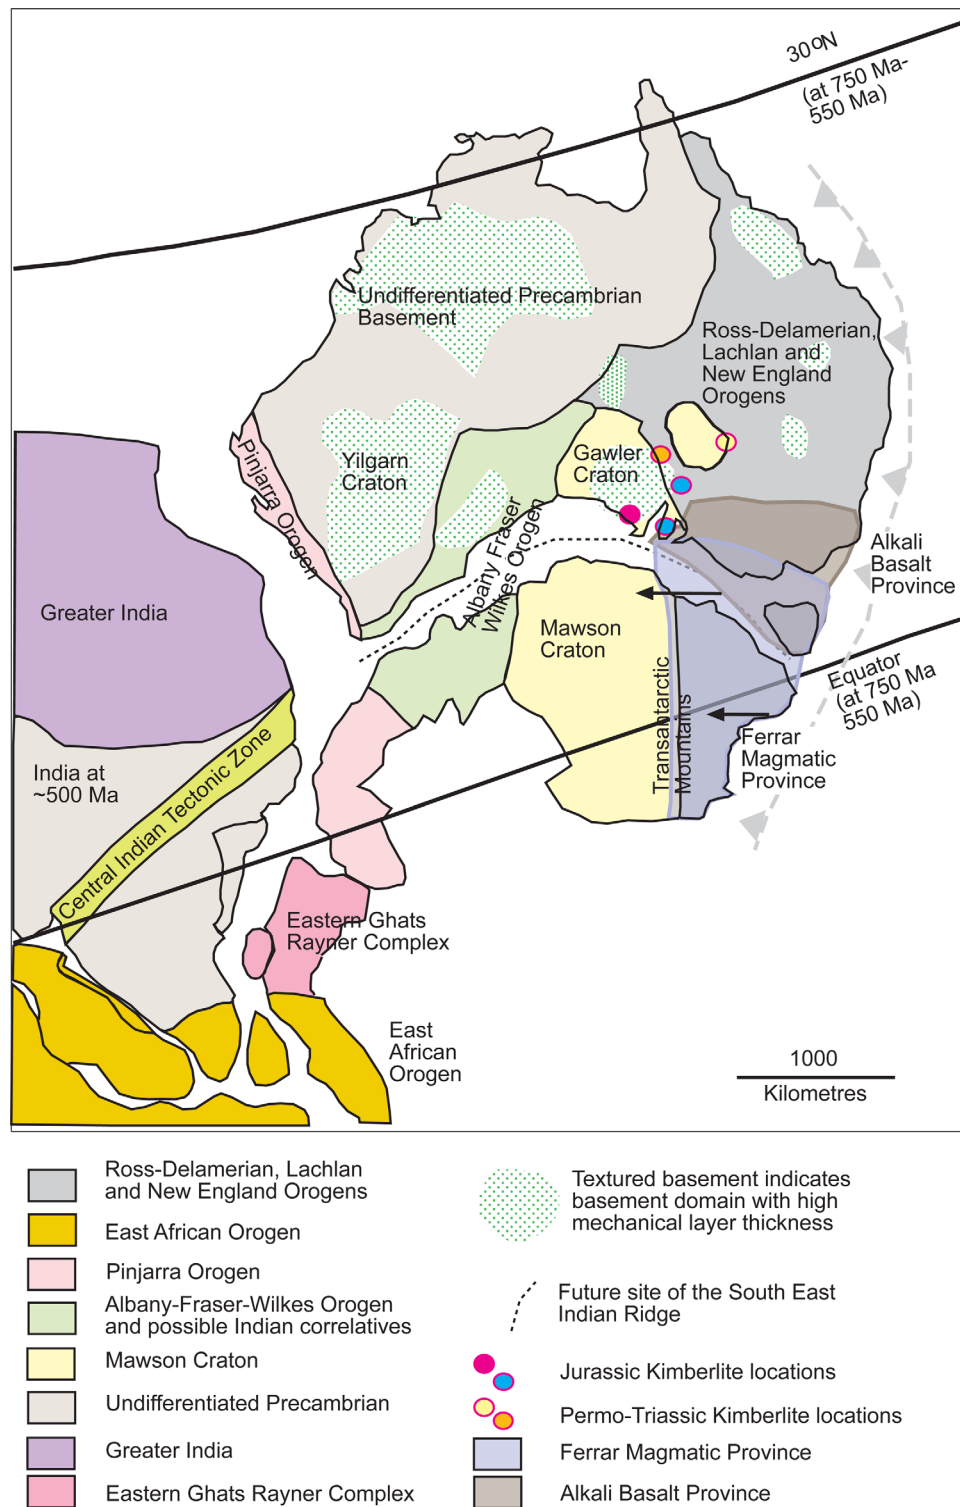 30°N
(at 750 Ma-
550 Ma)
Undifferentiated Precambrian
Basement
Ross-Delamerian,
Lachlan and
New England
Orogens
Pinjarra Orogen
Yilgarn
Craton
Gawler
Craton
Albany Fraser
Wilkes Orogen
Alkali
Basalt
Province
Greater India
Mawson
Craton
Transantarctic
Mountains
Equator
(at 750 Ma
550 Ma)
Ferrar
Magmatic
Province
India at
~500 Ma
Central Indian Tectonic Zone
Eastern Ghats
Rayner Complex
East
African
Orogen
1000
Kilometres
Ross-Delamerian, Lachlan
and New England Orogens
East African Orogen
Pinjarra Orogen
Albany-Fraser-Wilkes Orogen
and possible Indian correlatives
Mawson Craton
Undifferentiated Precambrian
Greater India
Eastern Ghats Rayner Complex
Textured basement indicates
basement domain with high
mechanical layer thickness
Future site of the South East
Indian Ridge
Jurassic Kimberlite locations
Permo-Triassic Kimberlite locations
Ferrar Magmatic Province
Alkali Basalt Province